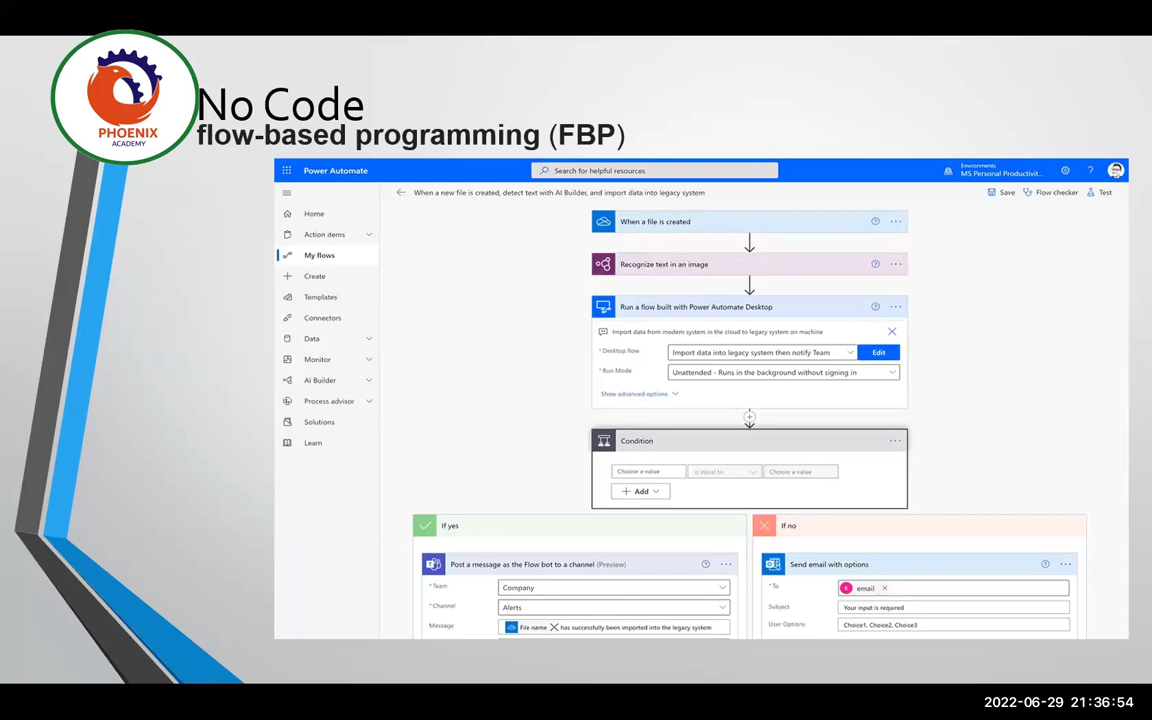 No Code
flow-based programming (FBP)
PHOENIX
ACADEMY
Power Automate
Search for helpful resources
Environments
MS Personal Productivit...
?
When a new file is created, detect text with AI Builder, and import data into legacy system
Save
Flow checker
Test
Home
Action items
My flows
Create
Templates
Connectors
Data
Monitor
AI Builder
Process advisor
Solutions
Learn
When a file is created
Recognize text in an image
Run a flow built with Power Automate Desktop
Import data from modern system in the cloud to legacy system on machine
* Desktop flow
Import data into legacy system then notify Team
Edit
* Run Mode
Unattended - Runs in the background without signing in
Show advanced options
Condition
Choose a value
is equal to
Choose a value
+ Add
If yes
Post a message as the Flow bot to a channel (Preview)
* Team
Company
* Channel
Alerts
Message
File name X has successfully been imported into the legacy system
If no
Send email with options
* To
email
Subject
Your input is required
User Options
Choice1, Choice2, Choice3
2022-06-29 21:36:54